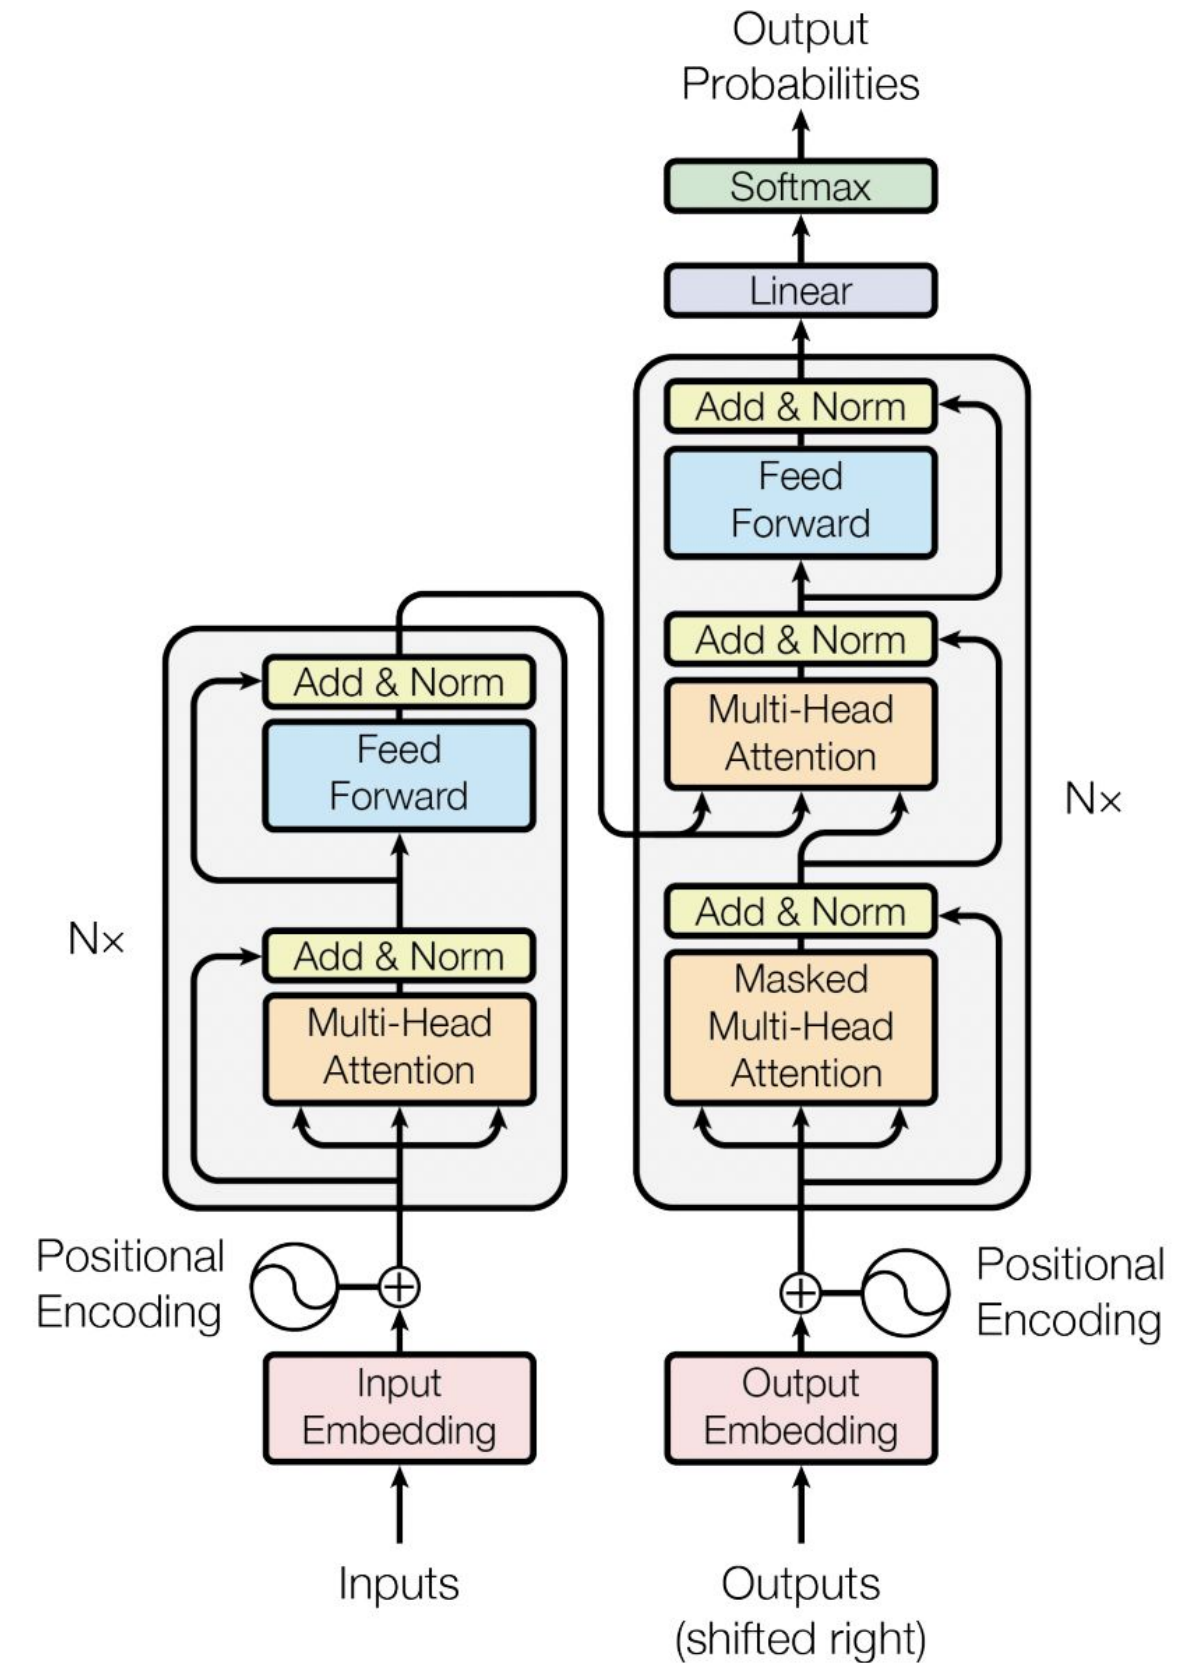 Output
Probabilities
Softmax
Linear
Add & Norm
Feed
Forward
Add & Norm
Multi-Head
Attention
Nx
Add & Norm
Masked
Multi-Head
Attention
Add & Norm
Feed
Forward
N×
Add & Norm
Multi-Head
Attention
Positional
Encoding
Positional
Encoding
Input
Embedding
Output
Embedding
Inputs
Outputs
(shifted right)